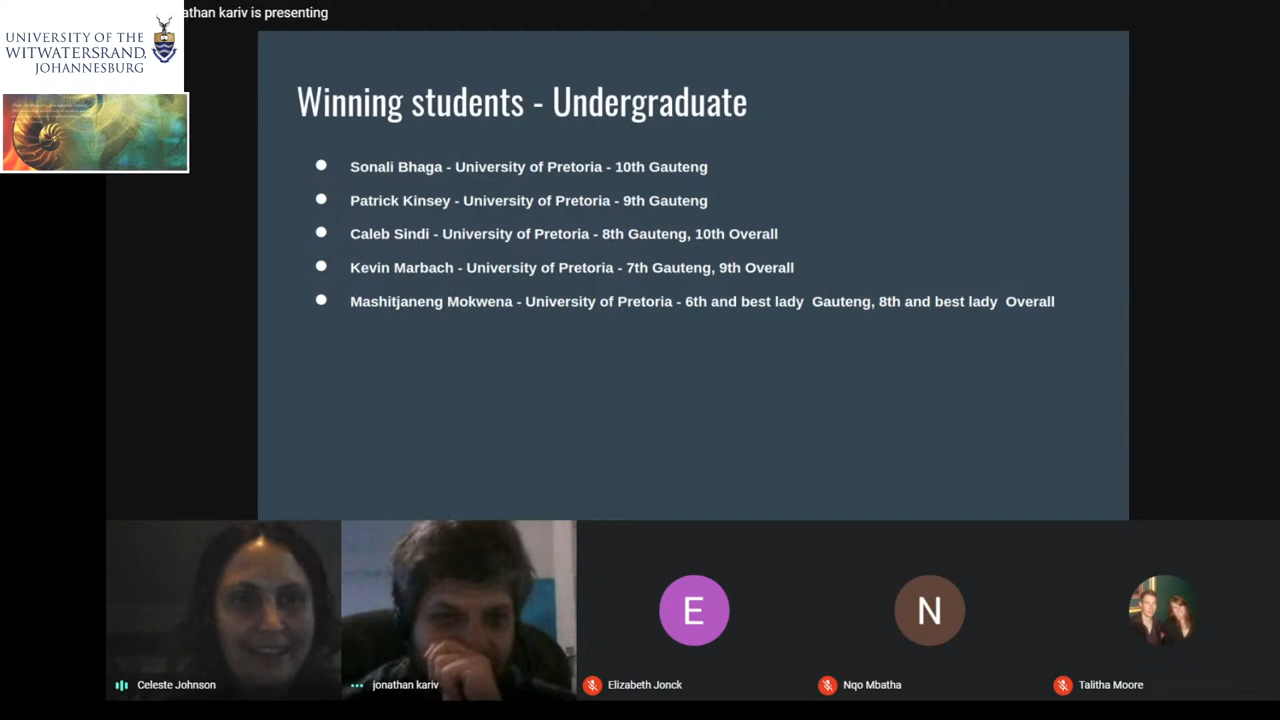 athan kariv is presenting
UNIVERSITY OF THE
WITWATERSRAND,
JOHANNESBURG
Winning students - Undergraduate
Sonali Bhaga - University of Pretoria - 10th Gauteng
Patrick Kinsey - University of Pretoria - 9th Gauteng
Caleb Sindi - University of Pretoria - 8th Gauteng, 10th Overall
Kevin Marbach - University of Pretoria - 7th Gauteng, 9th Overall
Mashitjaneng Mokwena - University of Pretoria - 6th and best lady Gauteng, 8th and best lady Overall
E
N
Celeste Johnson
jonathan kariv
Elizabeth Jonck
Nqo Mbatha
Talitha Moore